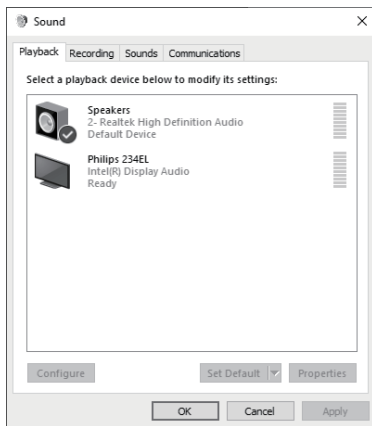 Sound
Playback Recording Sounds Communications
Select a playback device below to modify its settings:
Speakers
2- Realtek High Definition Audio
Default Device
Philips 234EL
Intel(R) Display Audio
Ready
Configure Set Default Properties
OK Cancel Apply